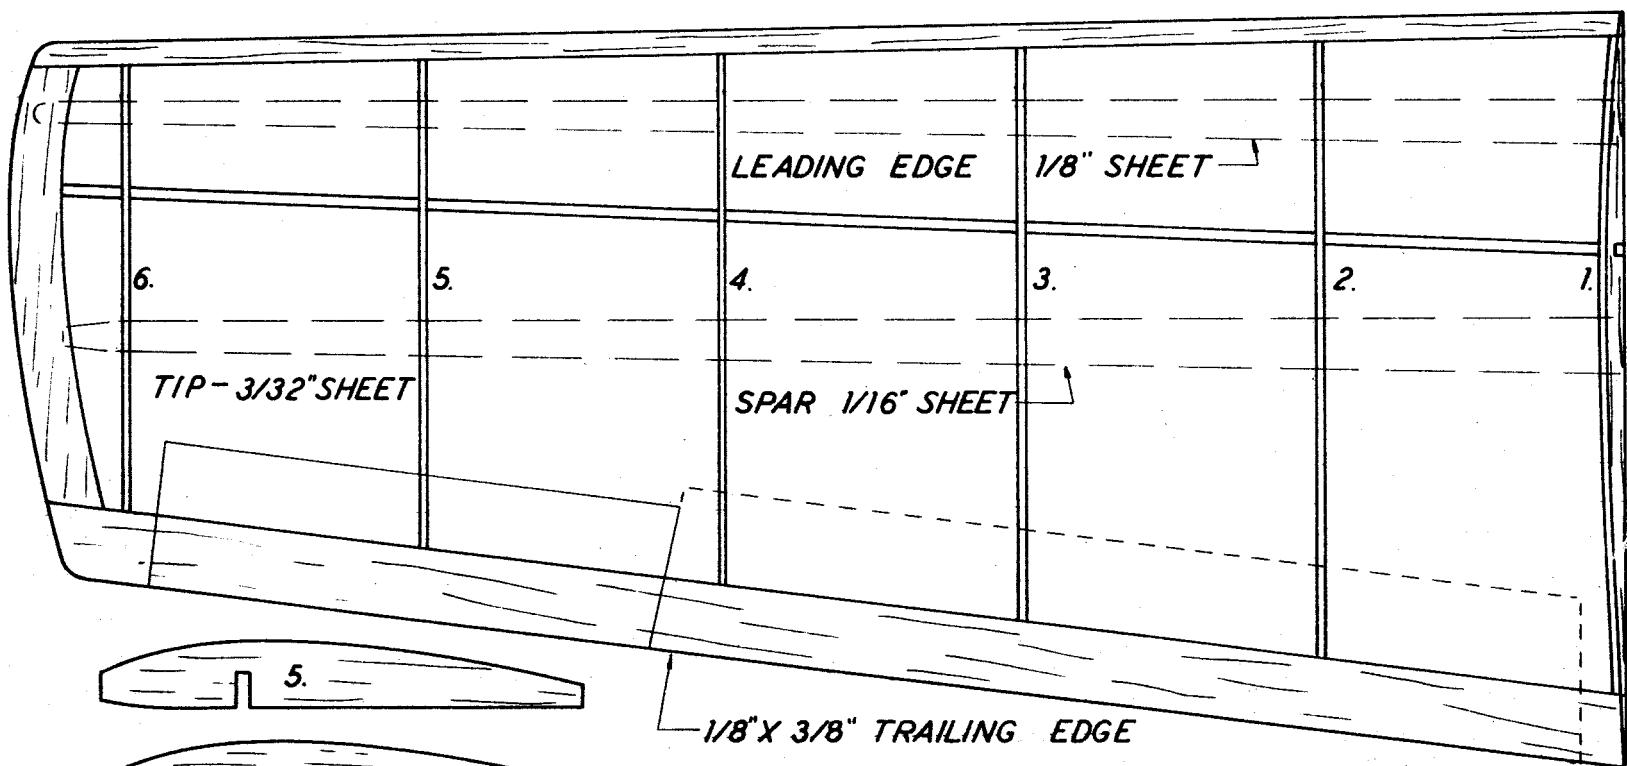 LEADING EDGE 1/8" SHEET
6. 5. 4. 3. 2. 1.
TIP - 3/32" SHEET
SPAR 1/16" SHEET
5.
1/8" X 3/8" TRAILING EDGE